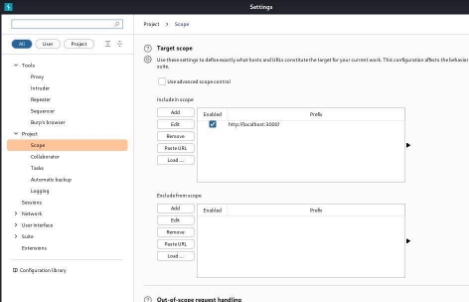 Settings
Project > Scope
All
User
Project
Tools
Proxy
Intruder
Repeater
Sequencer
Burp's browser
Project
Scope
Collaborator
Tasks
Automatic backup
Logging
Sessions
Network
User interface
Suite
Extensions
Configuration library
Target scope
Use these settings to define exactly what hosts and URLs constitute the target for your current work. This configuration affects the behavior
suite.
Use advanced scope control
Include in scope
Add
Edit
Remove
Paste URL
Load ...
Enabled
Prefix
http://localhost:3000/
Exclude from scope
Add
Edit
Remove
Paste URL
Load ...
Enabled
Prefix
Out-of-scope request handling